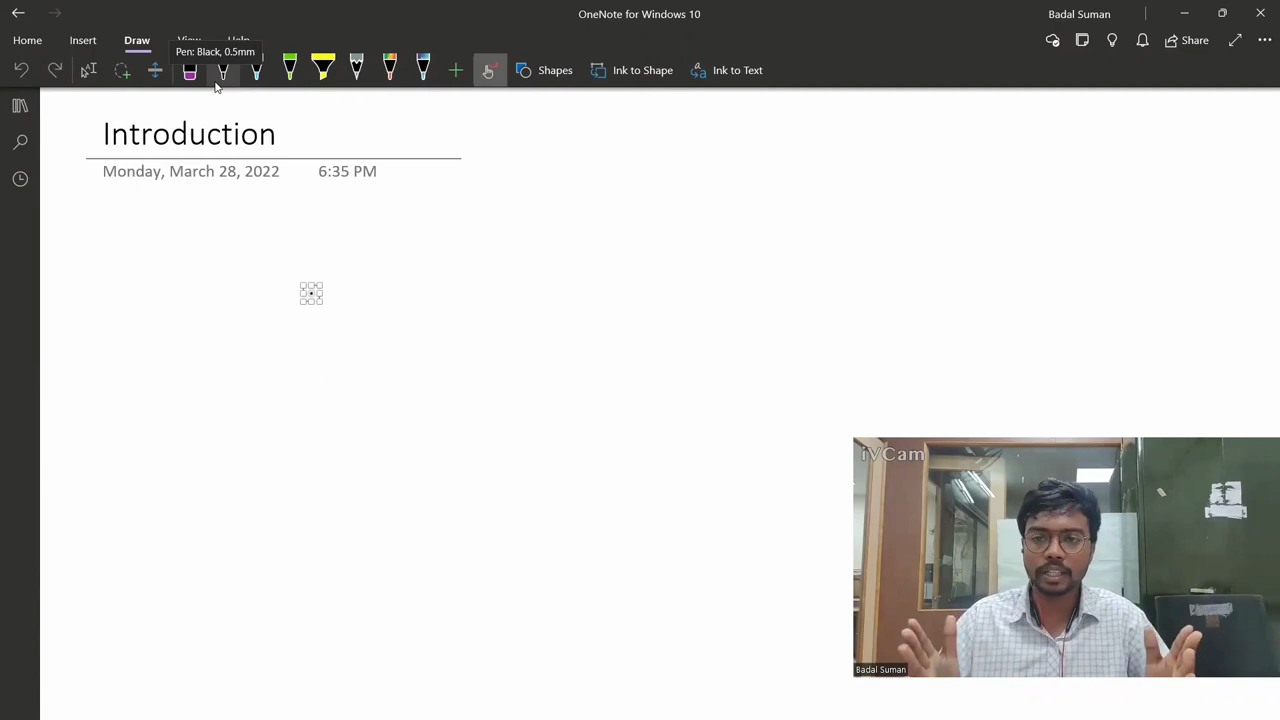 OneNote for Windows 10
Badal Suman
Home
Insert
Draw
Pen: Black, 0.5mm
Share
Shapes
Ink to Shape
Ink to Text
Introduction
Monday, March 28, 2022 6:35 PM
iVCam
Badal Suman